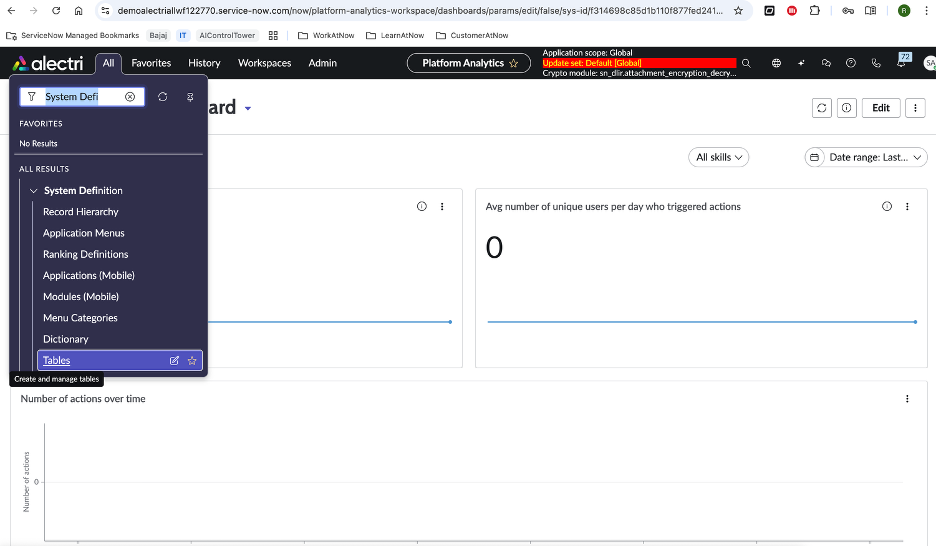 demoalectriallwf122770.service-now.com/now/platform-analytics-workspace/dashboards/params/edit/false/sys-id/f314698c85d1b110f877fed241...
B
ServiceNow Managed Bookmarks Bajaj IT AIControlTower WorkAtNow LearnAtNow CustomerAtNow
alectri All Favorites History Workspaces Admin Platform Analytics
Application scope: Global
Update set: Default [Global]
Crypto module: sn_dlir.attachment_encryption_decry...
72
SA
System Defi
FAVORITES
No Results
ALL RESULTS
System Definition
Record Hierarchy
Application Menus
Ranking Definitions
Applications (Mobile)
Modules (Mobile)
Menu Categories
Dictionary
Tables
Create and manage tables
ard
Edit
All skills
Date range: Last...
Avg number of unique users per day who triggered actions
0
Number of actions over time
Number of actions
0